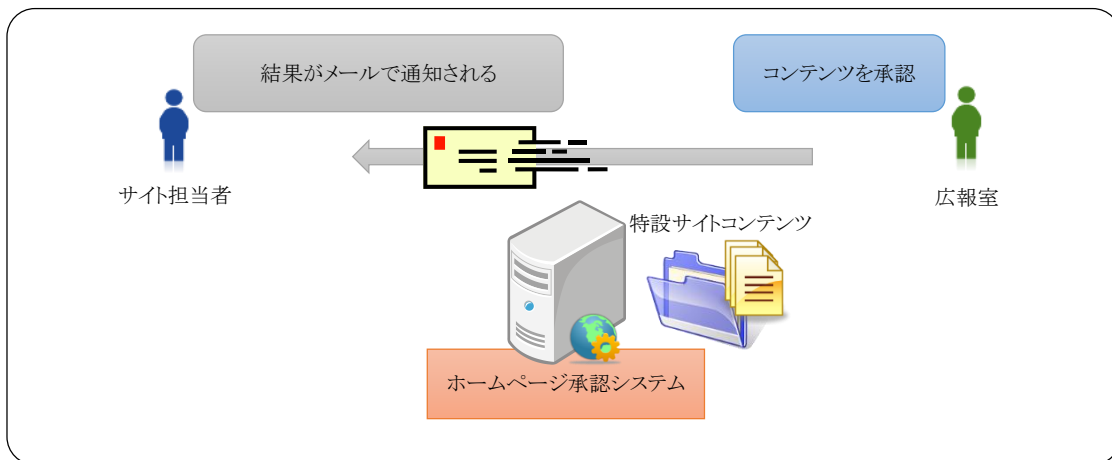 結果がメールで通知される
コンテンツを承認
サイト担当者
広報室
特設サイトコンテンツ
ホームページ承認システム